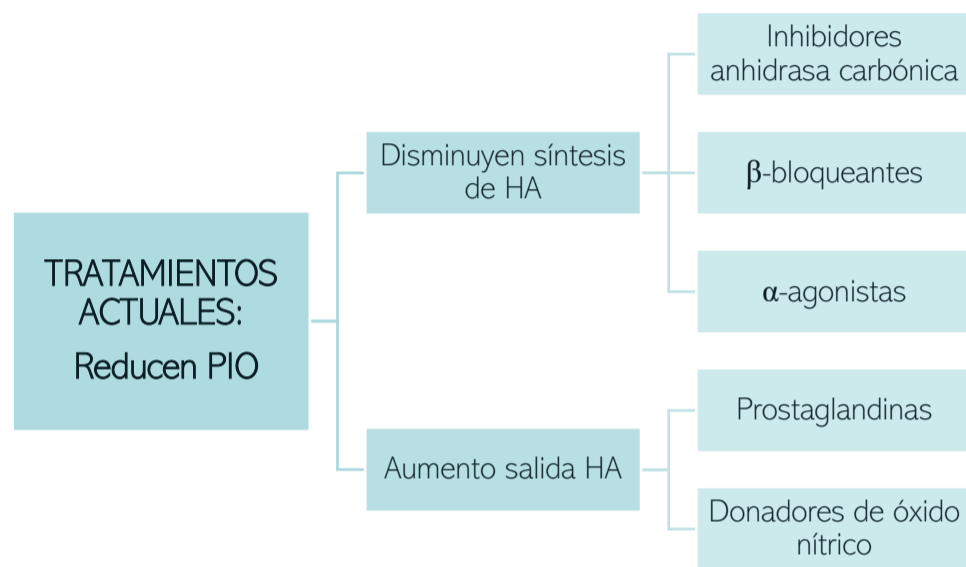 TRATAMIENTOS
ACTUALES:
Reducen PIO
Disminuyen síntesis
de HA
Inhibidores
anhidrasa carbónica
β-bloqueantes
α-agonistas
Aumento salida HA
Prostaglandinas
Donadores de óxido
nítrico